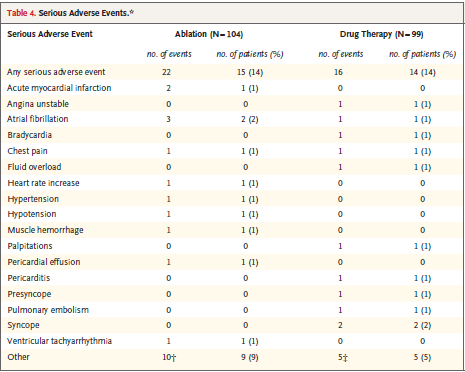 Table 4. Serious Adverse Events.*
Serious Adverse Event Ablation (N=104) Drug Therapy (N=99)
no. of events no. of patients (%) no. of events no. of patients (%)
Any serious adverse event 22 15 (14) 16 14 (14)
Acute myocardial infarction 2 1 (1) 0 0
Angina unstable 0 0 1 1 (1)
Atrial fibrillation 3 2 (2) 1 1 (1)
Bradycardia 0 0 1 1 (1)
Chest pain 1 1 (1) 1 1 (1)
Fluid overload 0 0 1 1 (1)
Heart rate increase 1 1 (1) 0 0
Hypertension 1 1 (1) 0 0
Hypotension 1 1 (1) 0 0
Muscle hemorrhage 1 1 (1) 0 0
Palpitations 0 0 1 1 (1)
Pericardial effusion 1 1 (1) 0 0
Pericarditis 0 0 1 1 (1)
Presyncope 0 0 1 1 (1)
Pulmonary embolism 0 0 1 1 (1)
Syncope 0 0 2 2 (2)
Ventricular tachyarrhythmia 1 1 (1) 0 0
Other 10† 9 (9) 5‡ 5 (5)